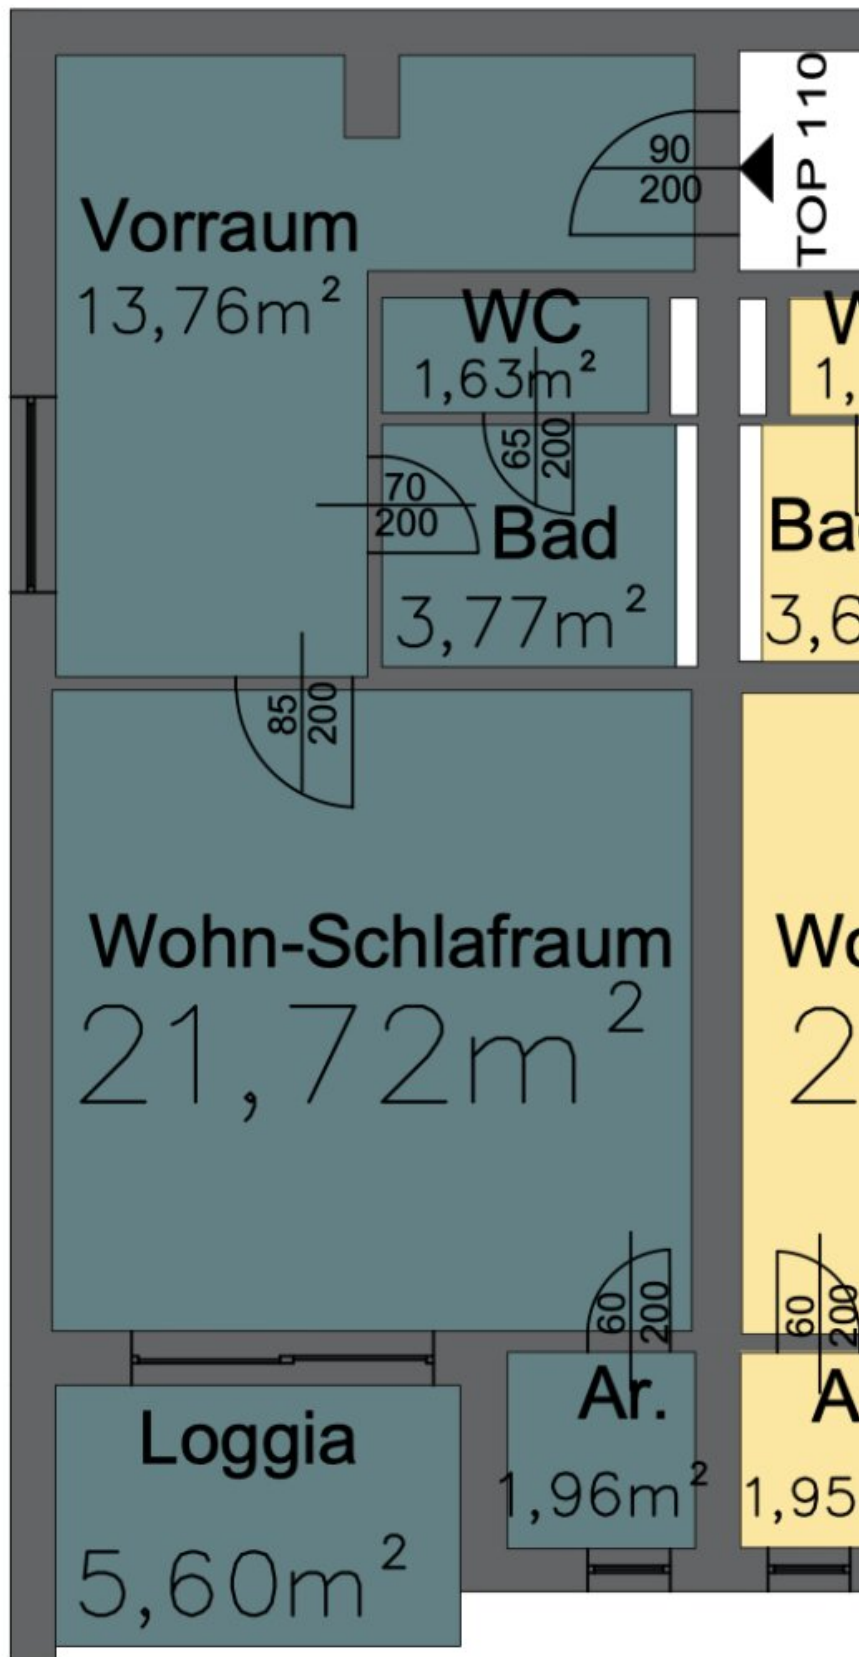 TOP 110
90
200
Vorraum
13,76m²
WC
1,63m²
65
200
70
200
Bad
3,77m²
85
200
Wohn-Schlafraum
21,72m²
60
200
60
200
Ar.
1,96m²
1,95
Loggia
5,60m²